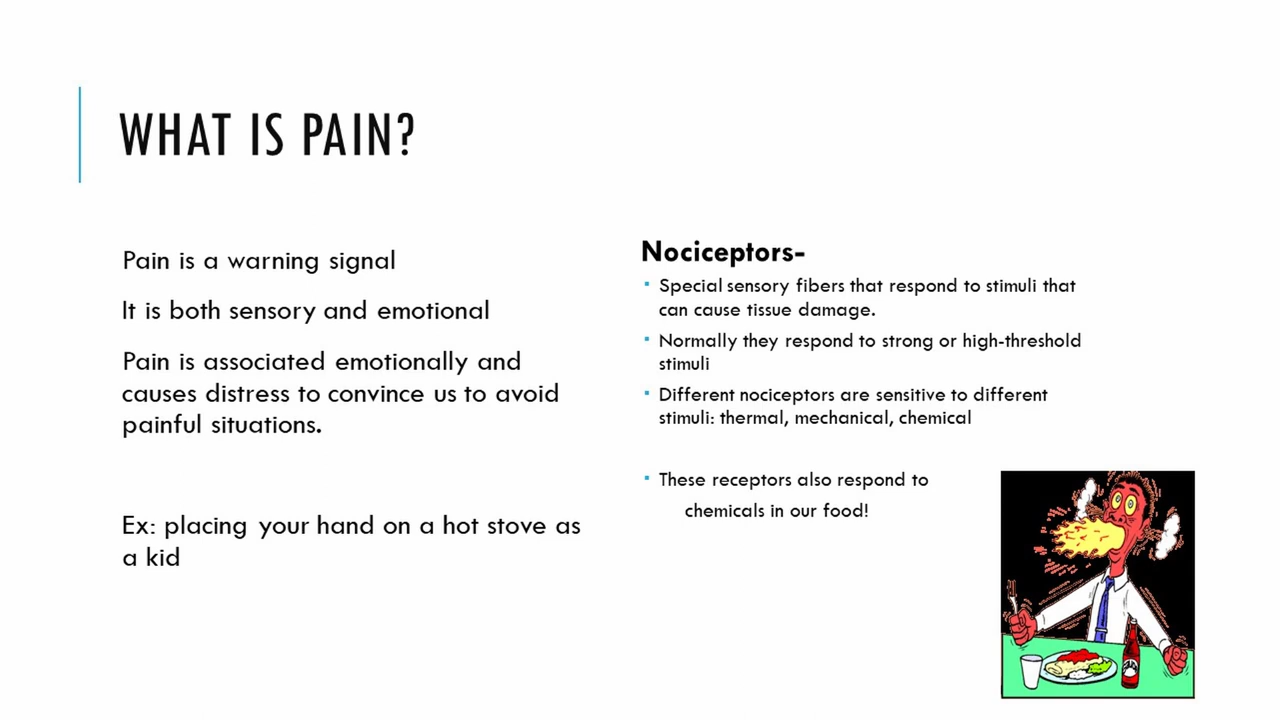 WHAT IS PAIN?
Pain is a warning signal
It is both sensory and emotional
Pain is associated emotionally and
causes distress to convince us to avoid
painful situations.
Ex: placing your hand on a hot stove as
a kid
Nociceptors-
Special sensory fibers that respond to stimuli that
can cause tissue damage.
Normally they respond to strong or high-threshold
stimuli
Different nociceptors are sensitive to different
stimuli: thermal, mechanical, chemical
These receptors also respond to
chemicals in our food!